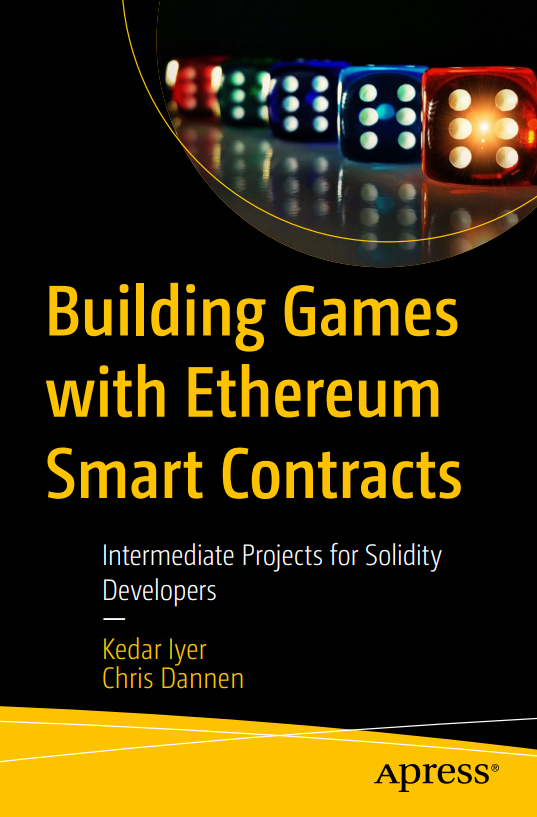 Building Games
with Ethereum
Smart Contracts
Intermediate Projects for Solidity
Developers
Kedar Iyer
Chris Dannen
Apress®